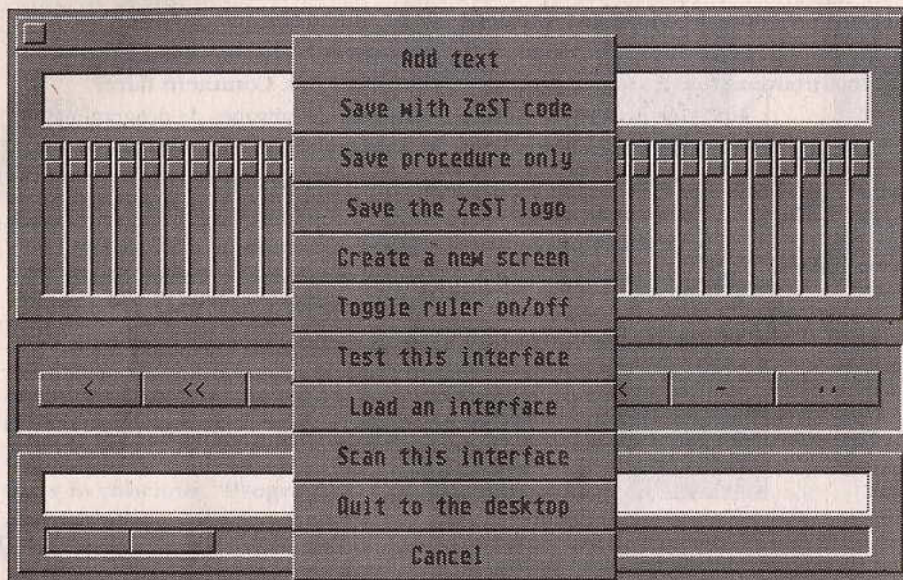 Add text
Save with ZeST code
Save procedure only
Save the ZeST logo
Create a new screen
Toggle ruler on/off
Test this interface
< << < - ..
Load an interface
Scan this interface
Quit to the desktop
Cancel